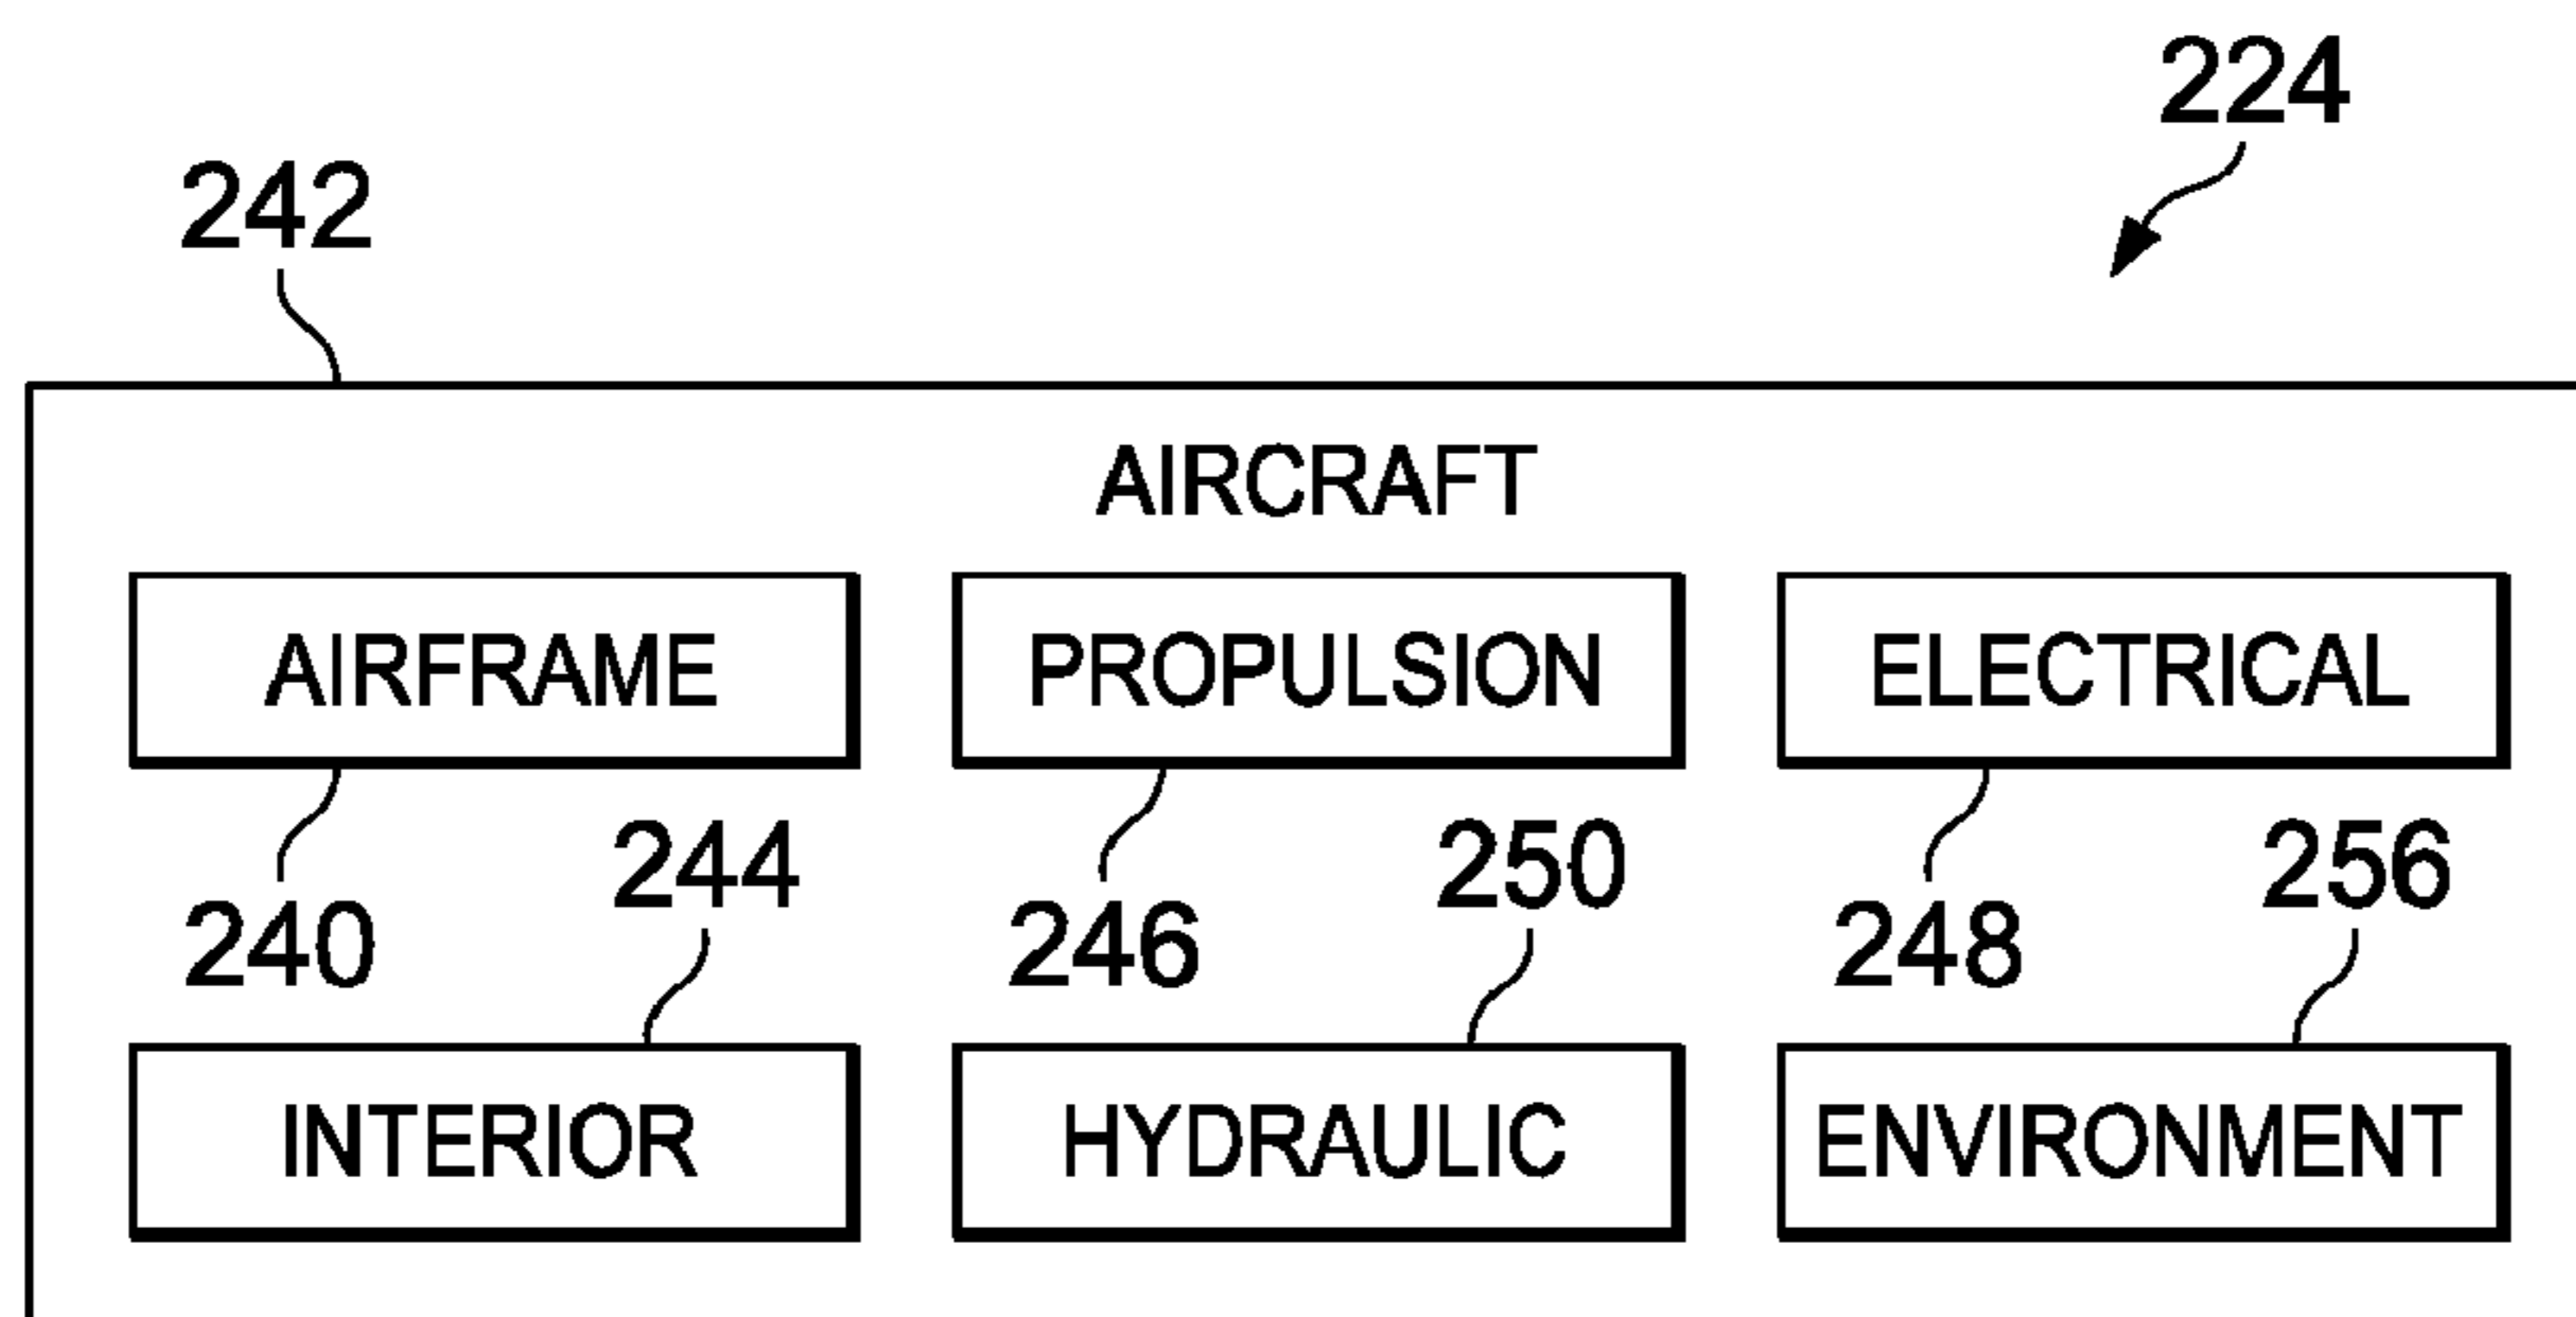 224
242
AIRCRAFT
AIRFRAME PROPULSION ELECTRICAL
244 250 256
240 246 248
INTERIOR HYDRAULIC ENVIRONMENT